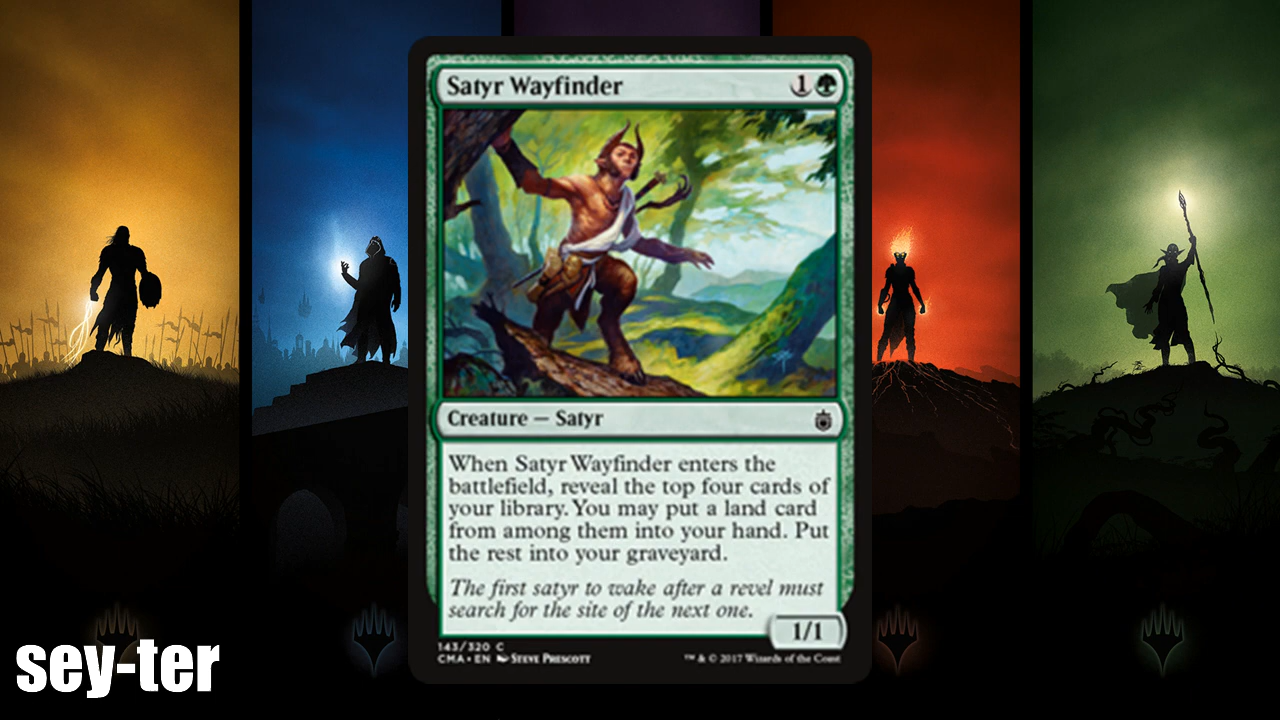 Satyr Wayfinder 1
Creature — Satyr
When Satyr Wayfinder enters the
battlefield, reveal the top four cards of
your library. You may put a land card
from among them into your hand. Put
the rest into your graveyard.
The first satyr to wake after a revel must
search for the site of the next one.
1/1
143/320 C
CMA • EN Steve Prescott
™ & © 2017 Wizards of the Coast
sey-ter